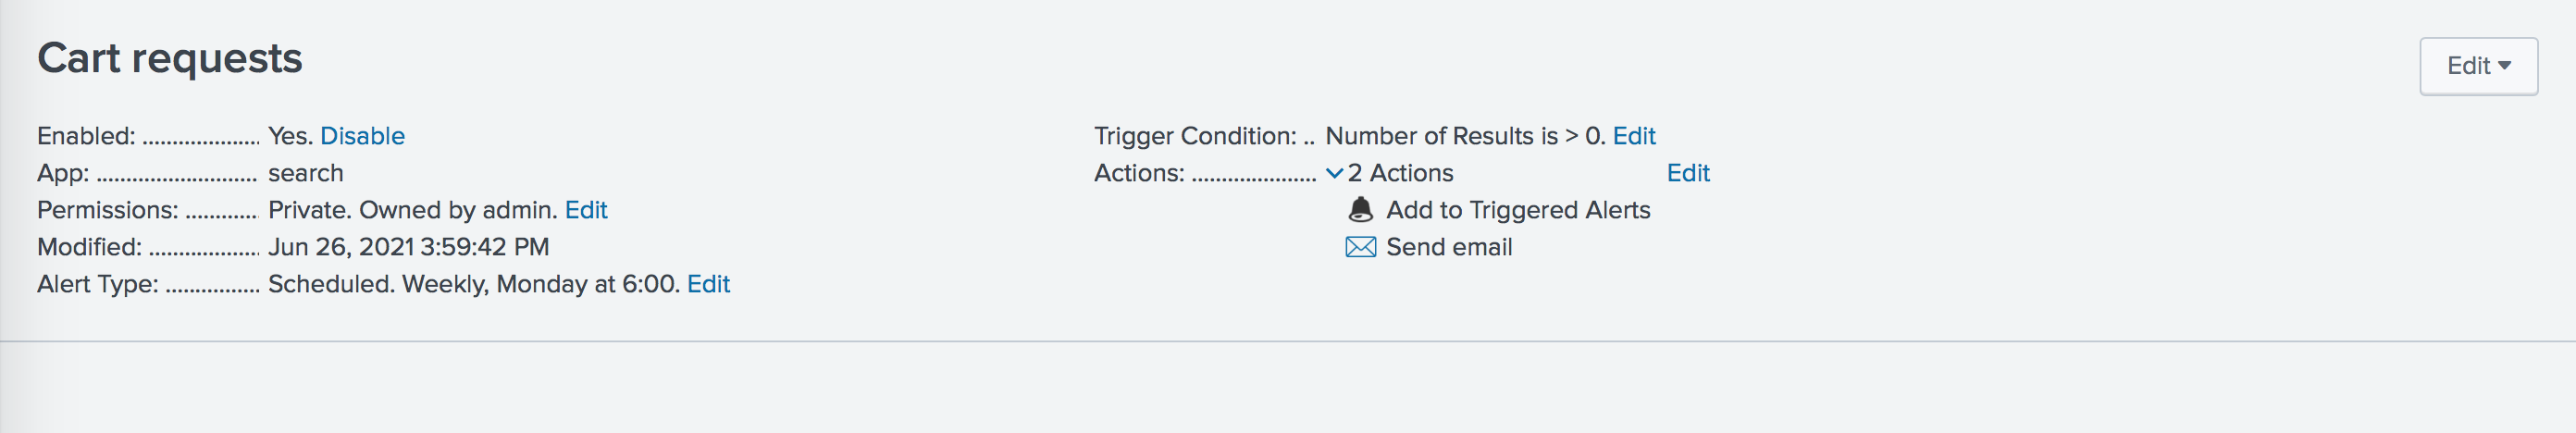 Cart requests
Edit
Enabled: .................... Yes. Disable
App: ........................... search
Permissions: ............ Private. Owned by admin. Edit
Modified: ................... Jun 26, 2021 3:59:42 PM
Alert Type: ................ Scheduled. Weekly, Monday at 6:00. Edit
Trigger Condition: .. Number of Results is > 0. Edit
Actions: ..................... 2 Actions Edit
Add to Triggered Alerts
Send email